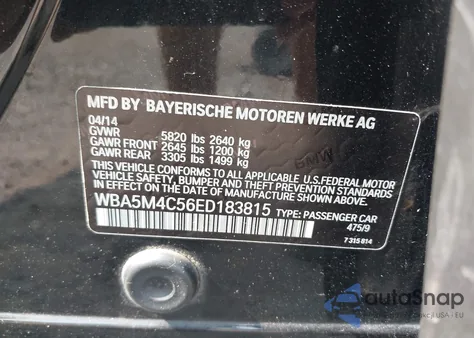 MFD BY BAYERISCHE MOTOREN WERKE AG
04/14
GVWR 5820 lbs 2640 kg
GAWR FRONT 2645 lbs 1200 kg
GAWR REAR 3305 lbs 1499 kg
THIS VEHICLE CONFORMS TO ALL APPLICABLE U.S.FEDERAL MOTOR
VEHICLE SAFETY, BUMPER, AND THEFT PREVENTION STANDARDS
IN EFFECT ON THE DATE OF MANUFACTURE SHOWN ABOVE.
WBA5M4C56ED183815 TYPE: PASSENGER CAR
475/9
7 315 814
BMW
autoSnap